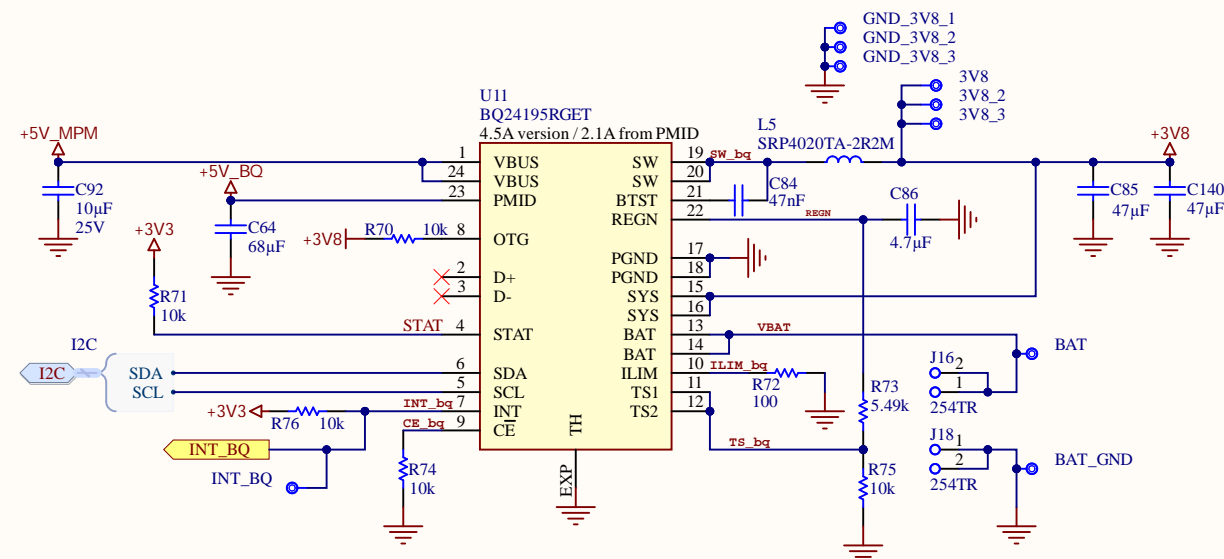 GND_3V8_1
GND_3V8_2
GND_3V8_3
3V8
3V8_2
3V8_3
U11
BQ24195RGET
4.5A version / 2.1A from PMID
L5
SRP4020TA-2R2M
+5V_MPM
+3V8
1 VBUS SW 19 SW_bq
24 VBUS SW 20
+5V_BQ
23 PMID BTST 21
REGN 22 REGN
C92
10µF
25V
C84
47nF
C86
4.7µF
C85
47µF
C140
47µF
C64
68µF
+3V3
+3V8 R70 10k 8 OTG
PGND 17
PGND 18
2 D+
3 D-
SYS 15
SYS 16
R71
10k
STAT 4 STAT
BAT 13 VBAT
BAT 14
BAT
I2C
I2C SDA 6 SDA
SCL 5 SCL
ILIM 10 ILIM_bq
R72
100
TS1 11
TS2 12
J16 2
1
254TR
R73
5.49k
+3V3 R76 10k INT_bq 7 INT
CE_bq 9 CE
INT_BQ
INT_BQ
TH
EXP
TS_bq
R74
10k
R75
10k
J18 1
2
254TR
BAT_GND